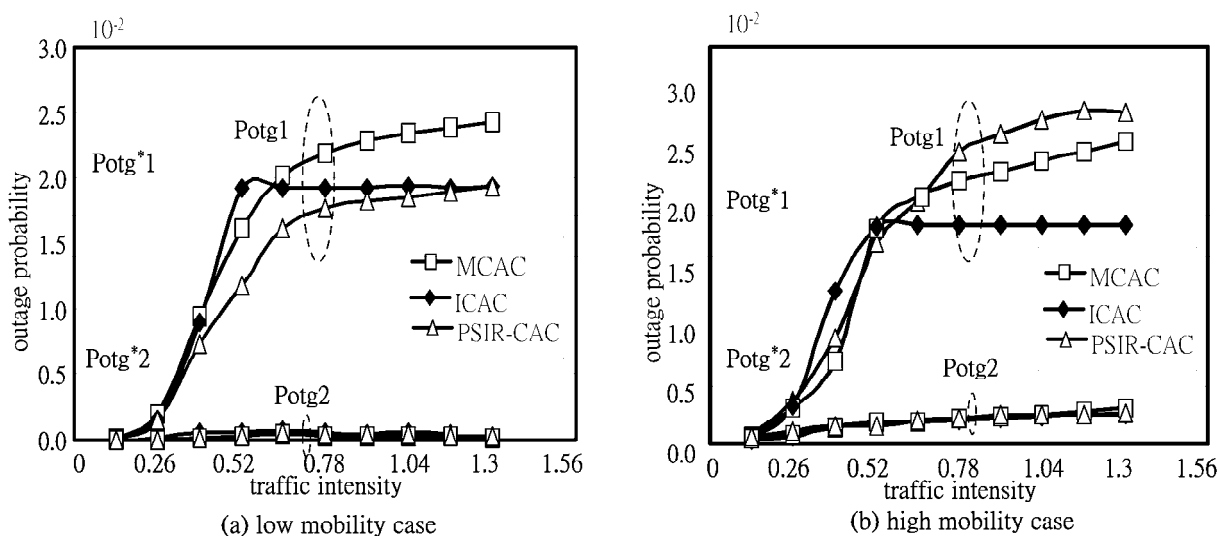 10-2
3.0
2.5
2.0
1.5
1.0
0.5
0.0
outage probability
Potg*1
Potg*2
Potg1
Potg2
MCAC
ICAC
PSIR-CAC
0 0.26 0.52 0.78 1.04 1.3 1.56
traffic intensity
(a) low mobility case
10-2
3.0
2.5
2.0
1.5
1.0
0.5
0.0
outage probability
Potg*1
Potg*2
Potg1
Potg2
MCAC
ICAC
PSIR-CAC
0 0.26 0.52 0.78 1.04 1.3 1.56
traffic intensity
(b) high mobility case